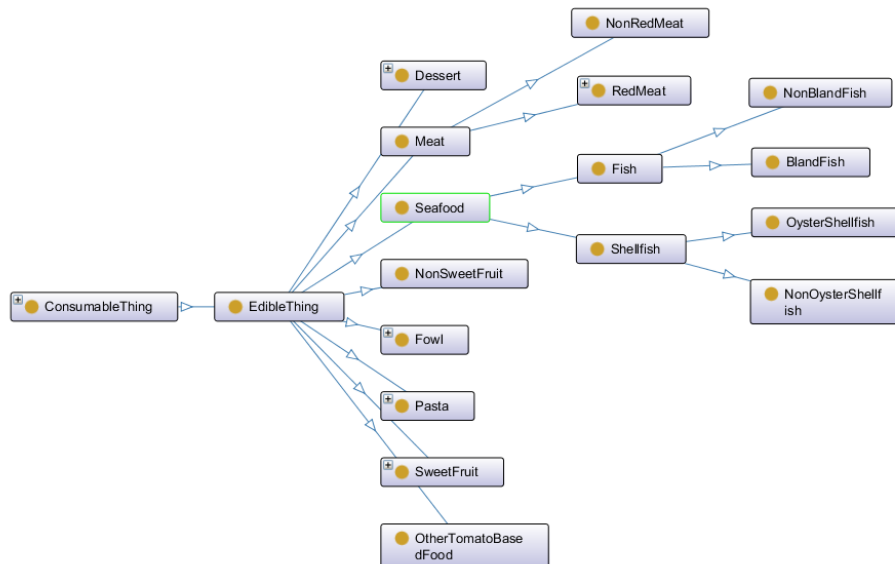 NonRedMeat
Dessert
RedMeat
NonBlandFish
Meat
Fish
BlandFish
Seafood
OysterShellfish
Shellfish
NonSweetFruit
NonOysterShellf
ish
ConsumableThing
EdibleThing
Fowl
Pasta
SweetFruit
OtherTomatoBase
dFood